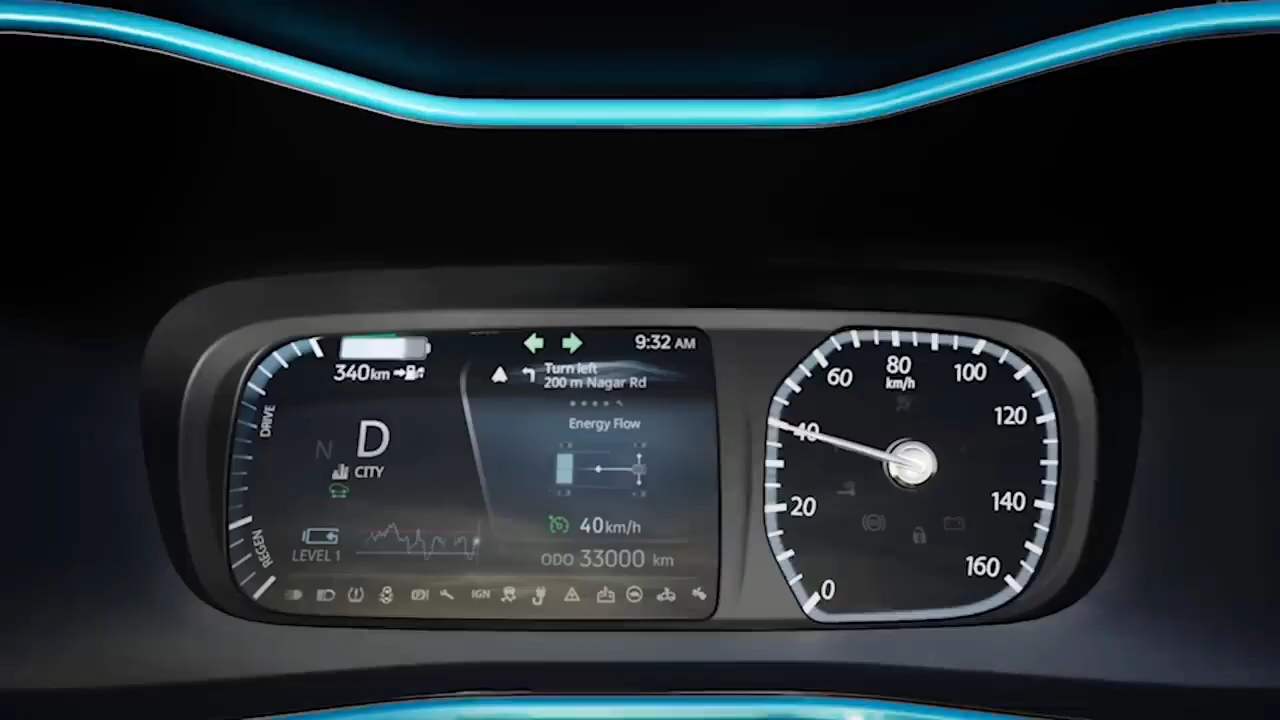 9:32 AM
340km
Turn left
200 m Nagar Rd
DRIVE
Energy Flow
N D
CITY
40km/h
REGEN
LEVEL 1
ODO 33000 km
IGN
0
20
40
60
80
km/h
100
120
140
160